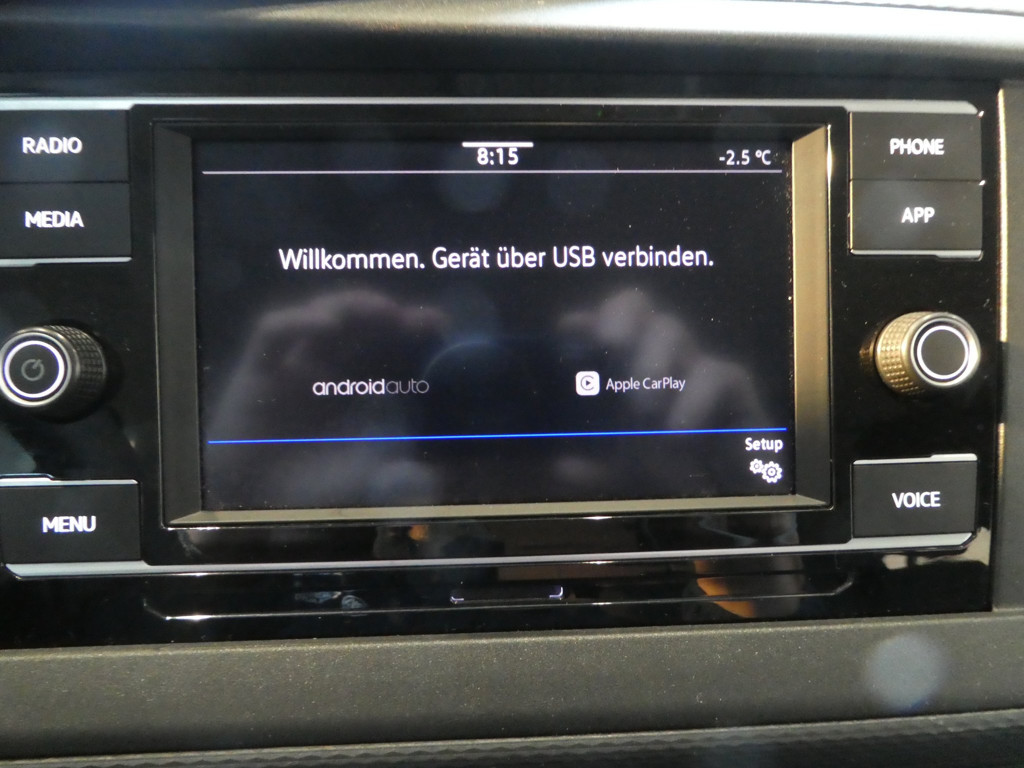 RADIO
MEDIA
MENU
8:15
-2.5 °C
Willkommen. Gerät über USB verbinden.
androidauto
Apple CarPlay
Setup
PHONE
APP
VOICE